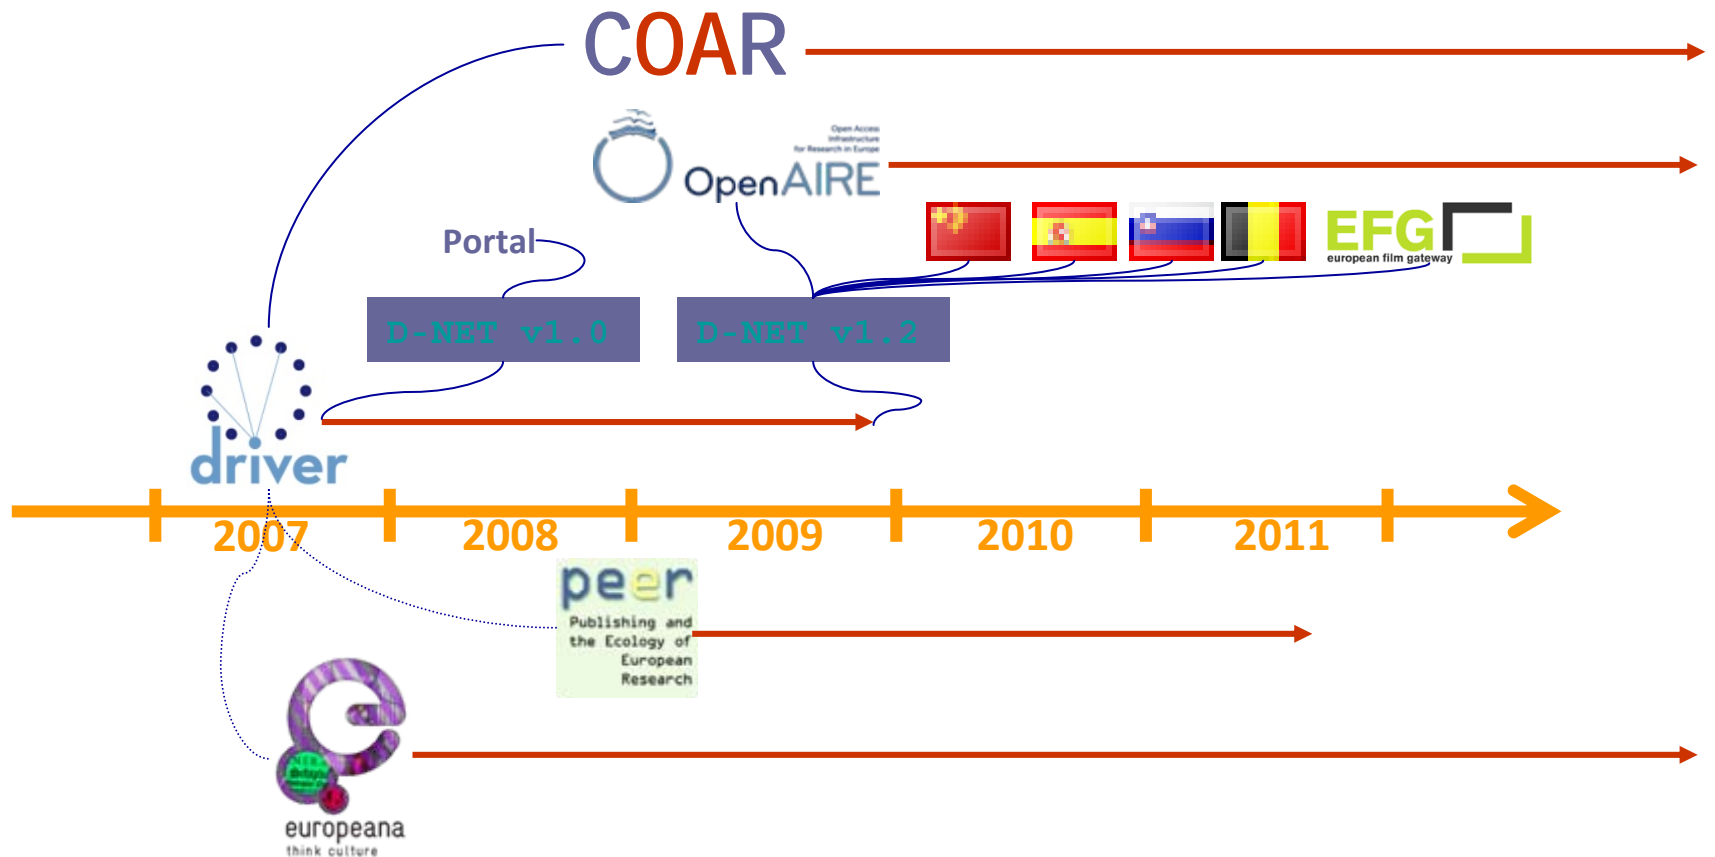 COAR
Open Access
Infrastructure
for Research in Europe
OpenAIRE
Portal
EFG
european film gateway
D-NET v1.0
D-NET v1.2
driver
2007
2008
2009
2010
2011
peer
Publishing and
the Ecology of
European
Research
europeana
think culture